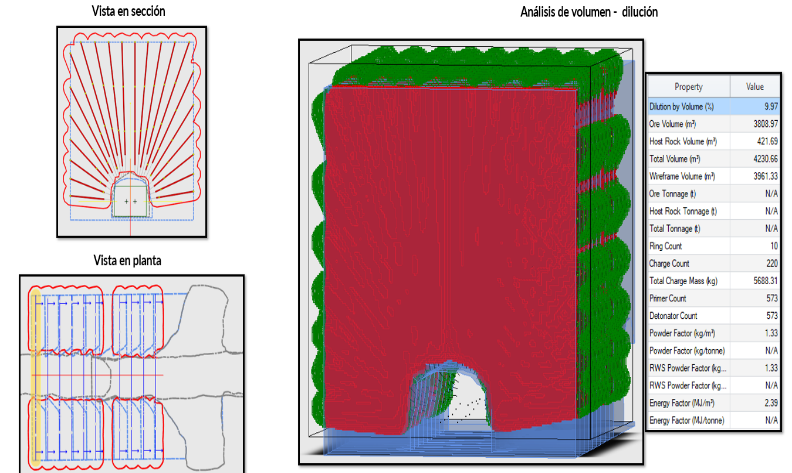 Vista en sección
Análisis de volumen - dilución
Vista en planta
Property Value
Dilution by Volume (%) 9.97
Ore Volume (m³) 3808.97
Host Rock Volume (m³) 421.69
Total Volume (m³) 4230.66
Wireframe Volume (m³) 3961.33
Ore Tonnage (t) N/A
Host Rock Tonnage (t) N/A
Total Tonnage (t) N/A
Ring Count 10
Charge Count 220
Total Charge Mass (kg) 5688.31
Primer Count 573
Detonator Count 573
Powder Factor (kg/m³) 1.33
Powder Factor (kg/tonne) N/A
RWS Powder Factor (kg... 1.33
RWS Powder Factor (kg... N/A
Energy Factor (MJ/m³) 2.39
Energy Factor (MJ/tonne) N/A